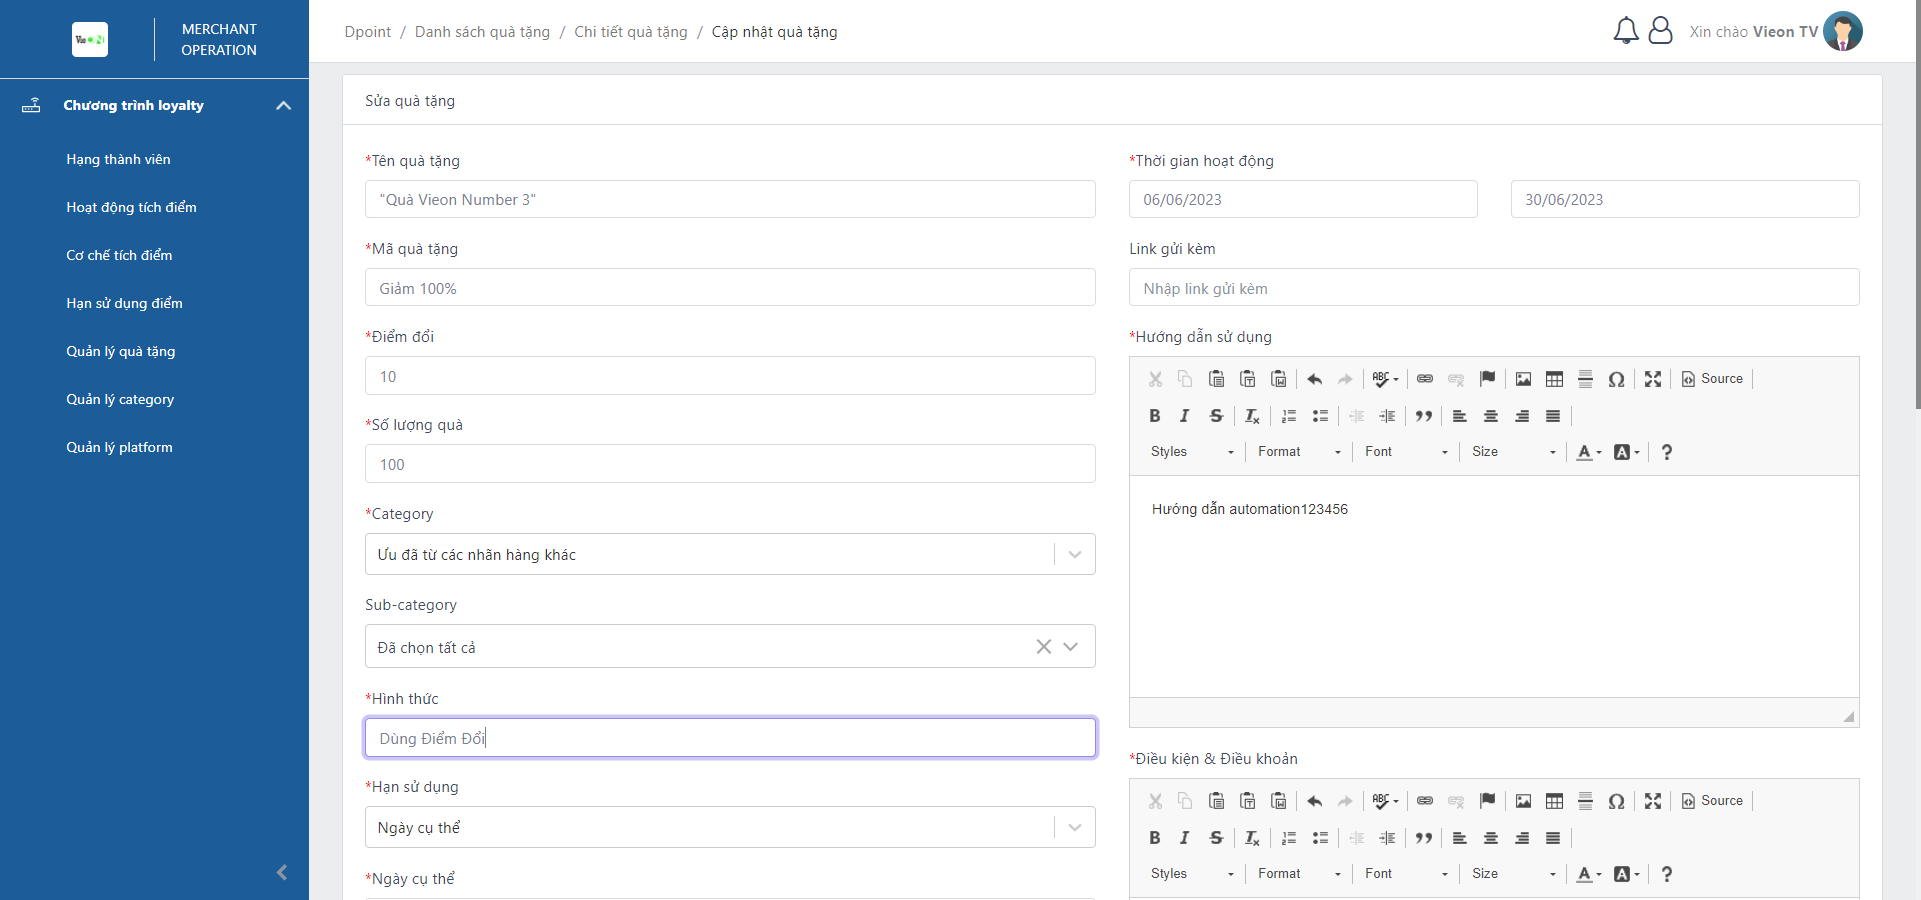 MERCHANT
OPERATION
Chương trình loyalty
Hạng thành viên
Hoạt động tích điểm
Cơ chế tích điểm
Hạn sử dụng điểm
Quản lý quà tặng
Quản lý category
Quản lý platform
Dpoint / Danh sách quà tặng / Chi tiết quà tặng / Cập nhật quà tặng
Xin chào Vieon TV
Sửa quà tặng
*Tên quà tặng
"Quà Vieon Number 3"
*Mã quà tặng
Giảm 100%
*Điểm đổi
10
*Số lượng quà
100
*Category
Ưu đã từ các nhãn hàng khác
Sub-category
Đã chọn tất cả
*Hình thức
Dùng Điểm Đổi
*Hạn sử dụng
Ngày cụ thể
*Ngày cụ thể
*Thời gian hoạt động
06/06/2023 30/06/2023
Link gửi kèm
Nhập link gửi kèm
*Hướng dẫn sử dụng
Source
Styles Format Font Size
Hướng dẫn automation123456
*Điều kiện & Điều khoản
Source
Styles Format Font Size